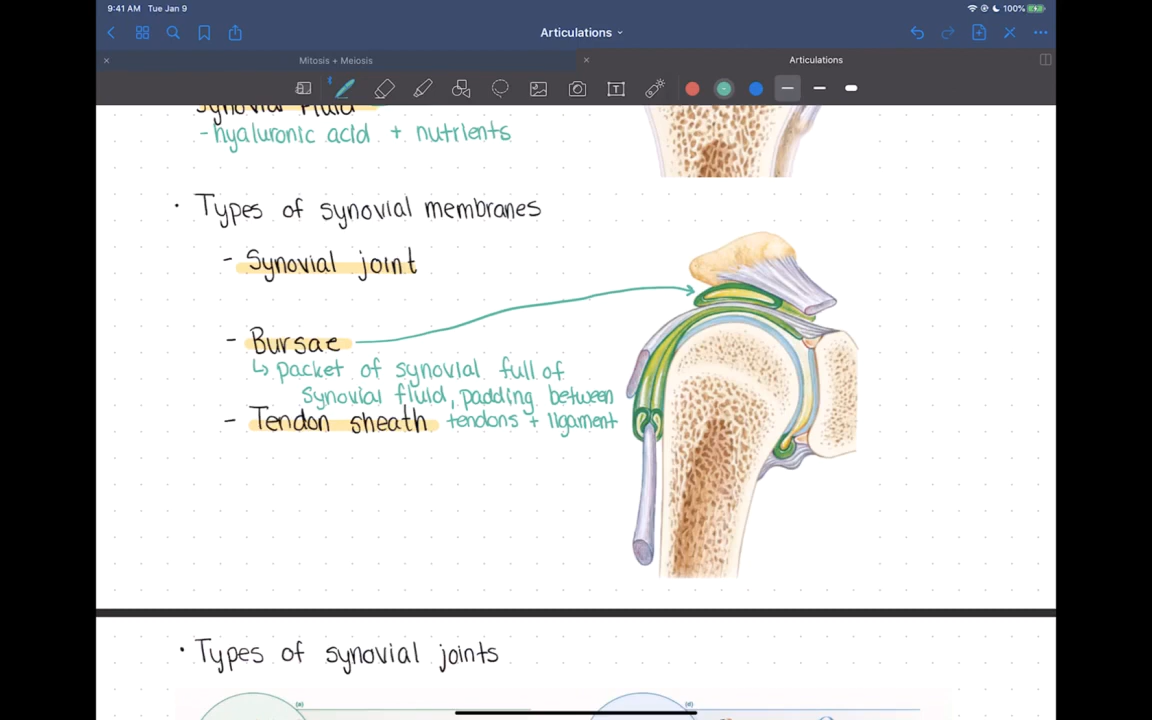 9:41 AM Tue Jan 9
100%
Articulations
Mitosis + Meiosis
Articulations
Synovial Fluid
- hyaluronic acid + nutrients
· Types of synovial membranes
- Synovial joint
- Bursae
↳ packet of synovial full of
synovial fluid, padding between
- Tendon sheath tendons + ligament
· Types of synovial joints
(a)
(d)